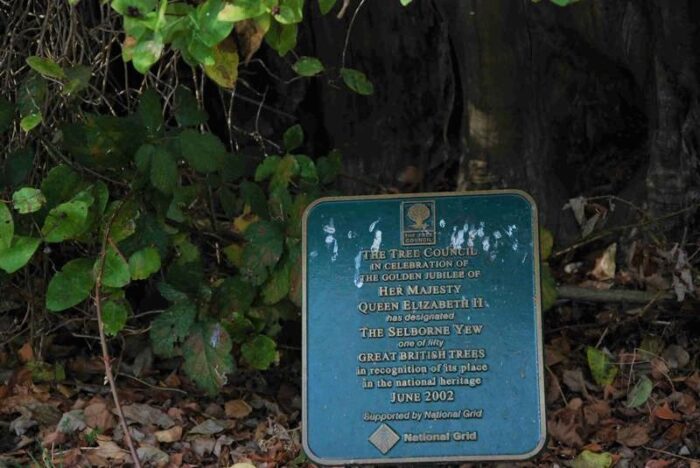 THE TREE
COUNCIL
THE TREE COUNCIL
IN CELEBRATION OF
THE GOLDEN JUBILEE OF
HER MAJESTY
QUEEN ELIZABETH II
has designated
THE SELBORNE YEW
one of fifty
GREAT BRITISH TREES
in recognition of its place
in the national heritage
JUNE 2002
Supported by National Grid
National Grid